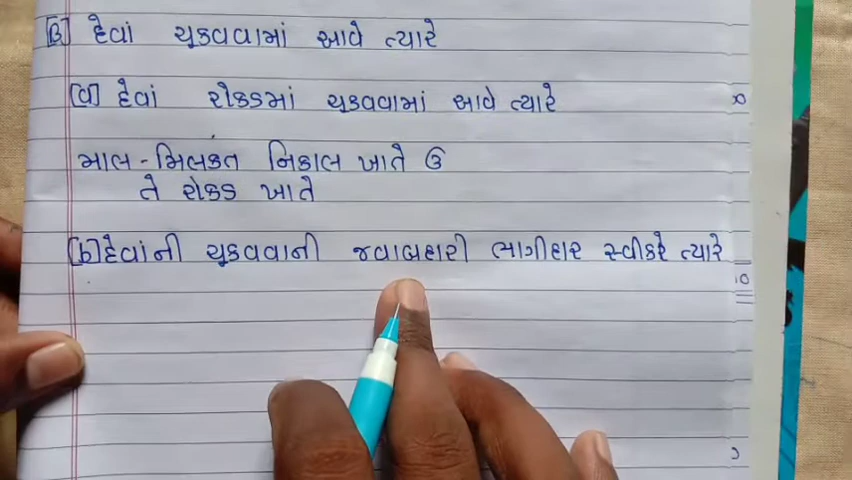 [3] દેવાં ચૂકવવામાં આવે ત્યારે
[a] દેવાં રોકડમાં ચૂકવવામાં આવે ત્યારે
માલ-મિલકત નિકાલ ખાતે ઉ
તે રોકડ ખાતે
[b] દેવાંની ચૂકવવાની જવાબદારી ભાગીદાર સ્વીકારે ત્યારે